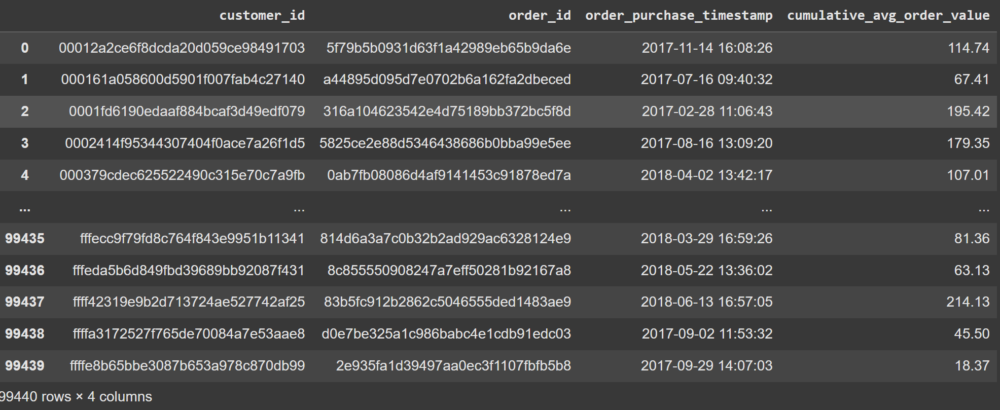 customer_id order_id order_purchase_timestamp cumulative_avg_order_value
0 00012a2ce6f8dcda20d059ce98491703 5f79b5b0931d63f1a42989eb65b9da6e 2017-11-14 16:08:26 114.74
1 000161a058600d5901f007fab4c27140 a44895d095d7e0702b6a162fa2dbeced 2017-07-16 09:40:32 67.41
2 0001fd6190edaaf884bcaf3d49edf079 316a104623542e4d75189bb372bc5f8d 2017-02-28 11:06:43 195.42
3 0002414f95344307404f0ace7a26f1d5 5825ce2e88d5346438686b0bba99e5ee 2017-08-16 13:09:20 179.35
4 000379cdec625522490c315e70c7a9fb 0ab7fb08086d4af9141453c91878ed7a 2018-04-02 13:42:17 107.01
... ... ... ... ...
99435 fffecc9f79fd8c764f843e9951b11341 814d6a3a7c0b32b2ad929ac6328124e9 2018-03-29 16:59:26 81.36
99436 fffeda5b6d849fbd39689bb92087f431 8c855550908247a7eff50281b92167a8 2018-05-22 13:36:02 63.13
99437 ffff42319e9b2d713724ae527742af25 83b5fc912b2862c5046555ded1483ae9 2018-06-13 16:57:05 214.13
99438 ffffa3172527f765de70084a7e53aae8 d0e7be325a1c986babc4e1cdb91edc03 2017-09-02 11:53:32 45.50
99439 ffffe8b65bbe3087b653a978c870db99 2e935fa1d39497aa0ec3f1107fbfb5b8 2017-09-29 14:07:03 18.37
99440 rows × 4 columns